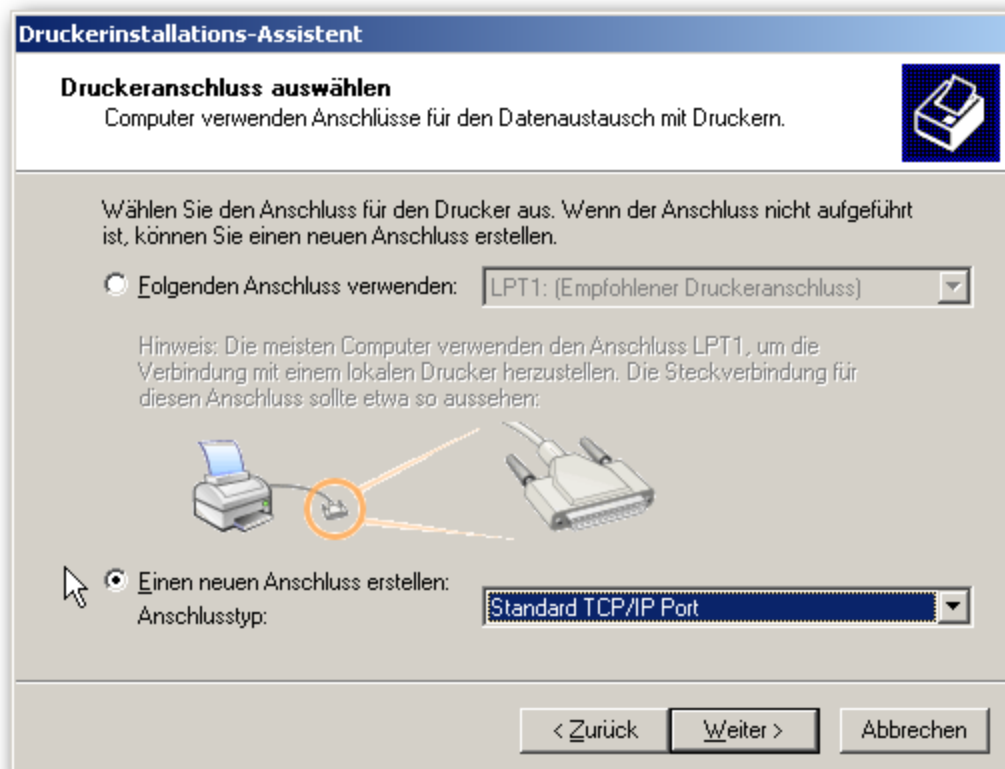 Druckerinstallations-Assistent
Druckeranschluss auswählen
Computer verwenden Anschlüsse für den Datenaustausch mit Druckern.
Wählen Sie den Anschluss für den Drucker aus. Wenn der Anschluss nicht aufgeführt
ist, können Sie einen neuen Anschluss erstellen.
Folgenden Anschluss verwenden: LPT1: (Empfohlener Druckeranschluss)
Hinweis: Die meisten Computer verwenden den Anschluss LPT1, um die
Verbindung mit einem lokalen Drucker herzustellen. Die Steckverbindung für
diesen Anschluss sollte etwa so aussehen:
Einen neuen Anschluss erstellen:
Anschlusstyp: Standard TCP/IP Port
< Zurück Weiter > Abbrechen